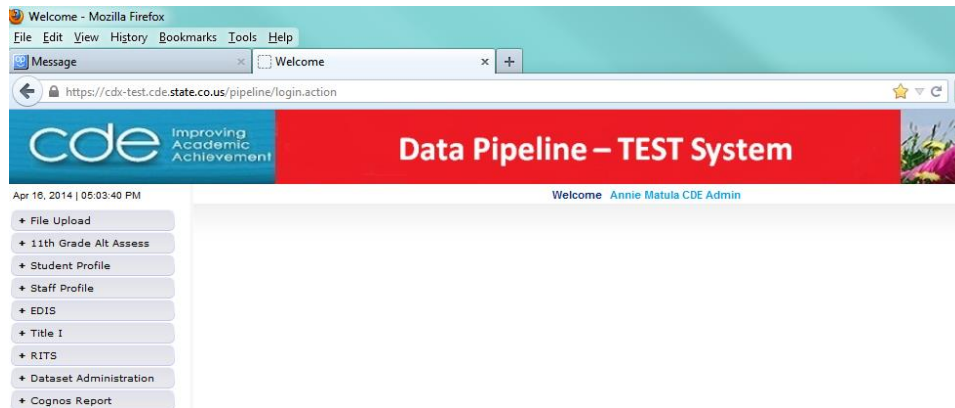 Welcome - Mozilla Firefox
File Edit View History Bookmarks Tools Help
Message × Welcome × +
https://cdx-test.cde.state.co.us/pipeline/login.action
cde Improving
Academic
Achievement
Data Pipeline – TEST System
Apr 16, 2014 | 05:03:40 PM Welcome Annie Matula CDE Admin
+ File Upload
+ 11th Grade Alt Assess
+ Student Profile
+ Staff Profile
+ EDIS
+ Title I
+ RITS
+ Dataset Administration
+ Cognos Report